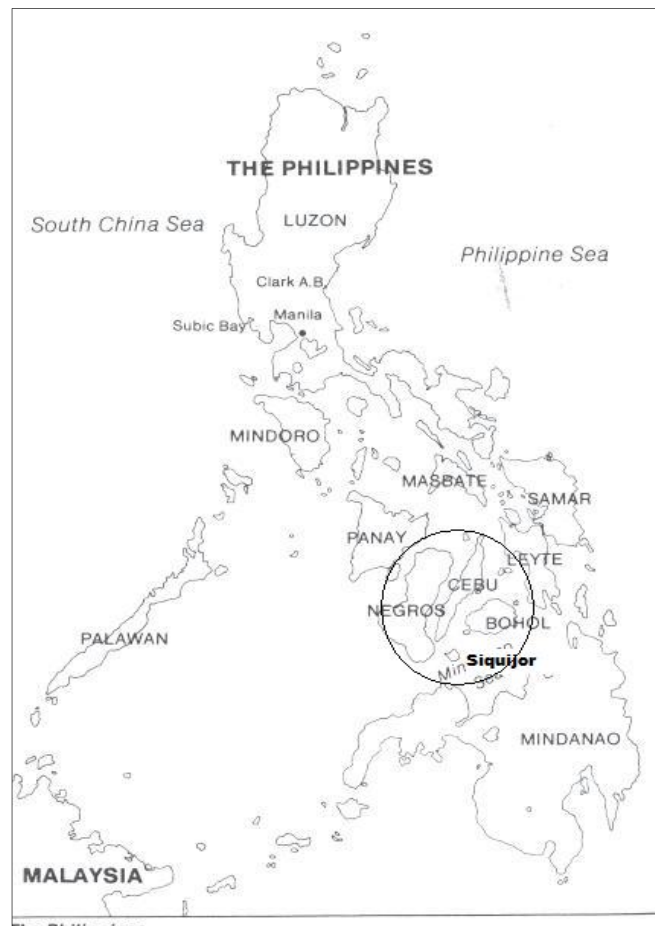 THE PHILIPPINES
LUZON
South China Sea
Philippine Sea
Clark A.B.
Manila
Subic Bay
MINDORO
MASBATE
SAMAR
PANAY
LEYTE
CEBU
NEGROS
BOHOL
PALAWAN
Siquijor
MINDANAO
MALAYSIA